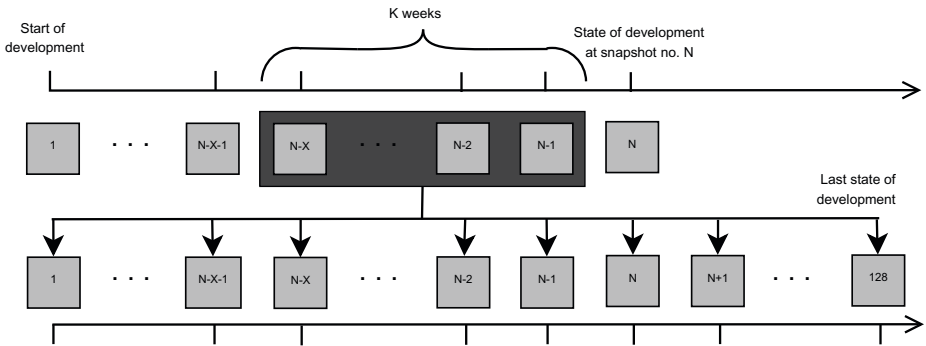 K weeks
Start of
development
State of development
at snapshot no. N
1
. . .
N-X-1
N-X
. . .
N-2
N-1
N
Last state of
development
1
. . .
N-X-1
N-X
. . .
N-2
N-1
N
N+1
. . .
128